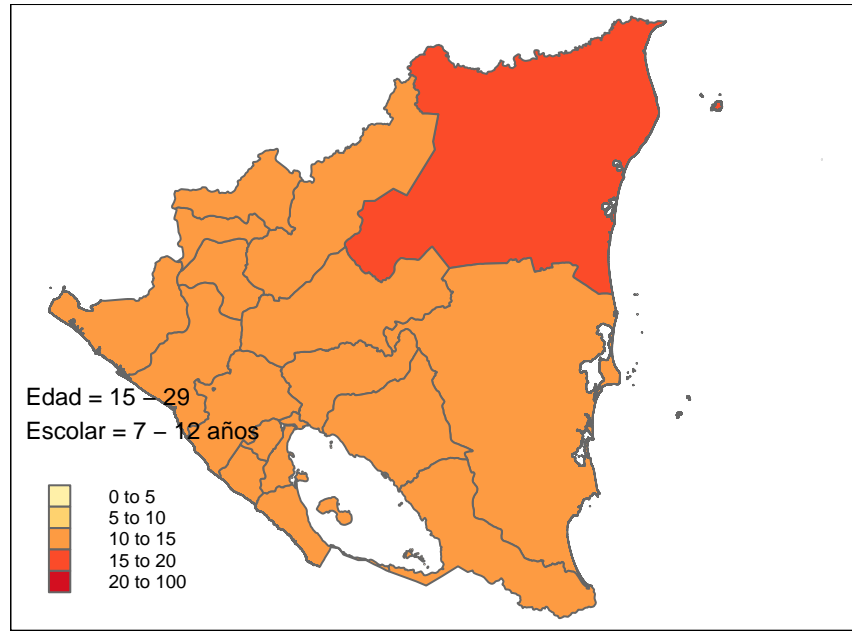 Edad = 15 – 29
Escolar = 7 – 12 años
0 to 5
5 to 10
10 to 15
15 to 20
20 to 100